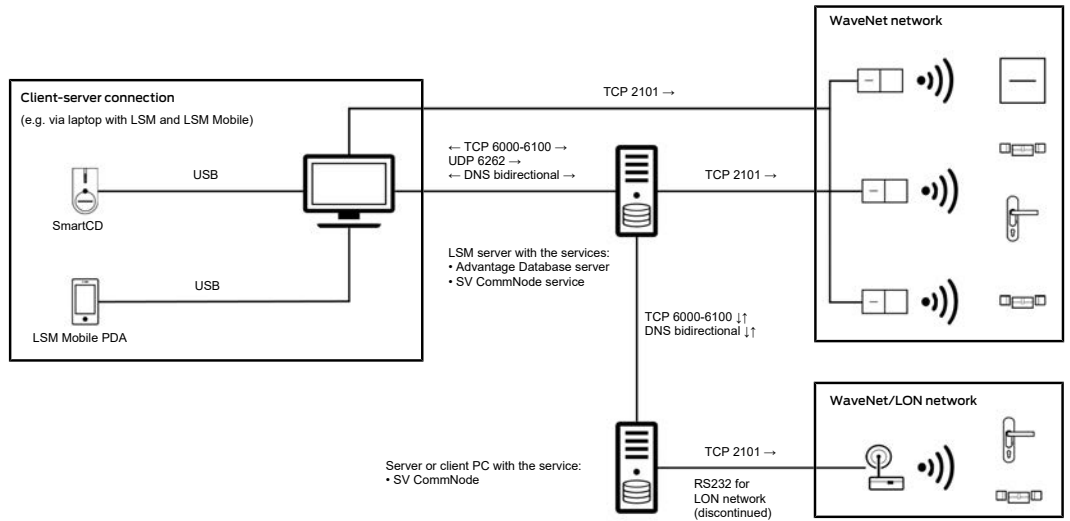 WaveNet network
Client-server connection
(e.g. via laptop with LSM and LSM Mobile)
TCP 2101 →
← TCP 6000-6100 →
UDP 6262 →
← DNS bidirectional →
USB
TCP 2101 →
SmartCD
LSM server with the services:
• Advantage Database server
• SV CommNode service
USB
LSM Mobile PDA
TCP 6000-6100 ↓↑
DNS bidirectional ↓↑
WaveNet/LON network
TCP 2101 →
Server or client PC with the service:
• SV CommNode
RS232 for
LON network
(discontinued)